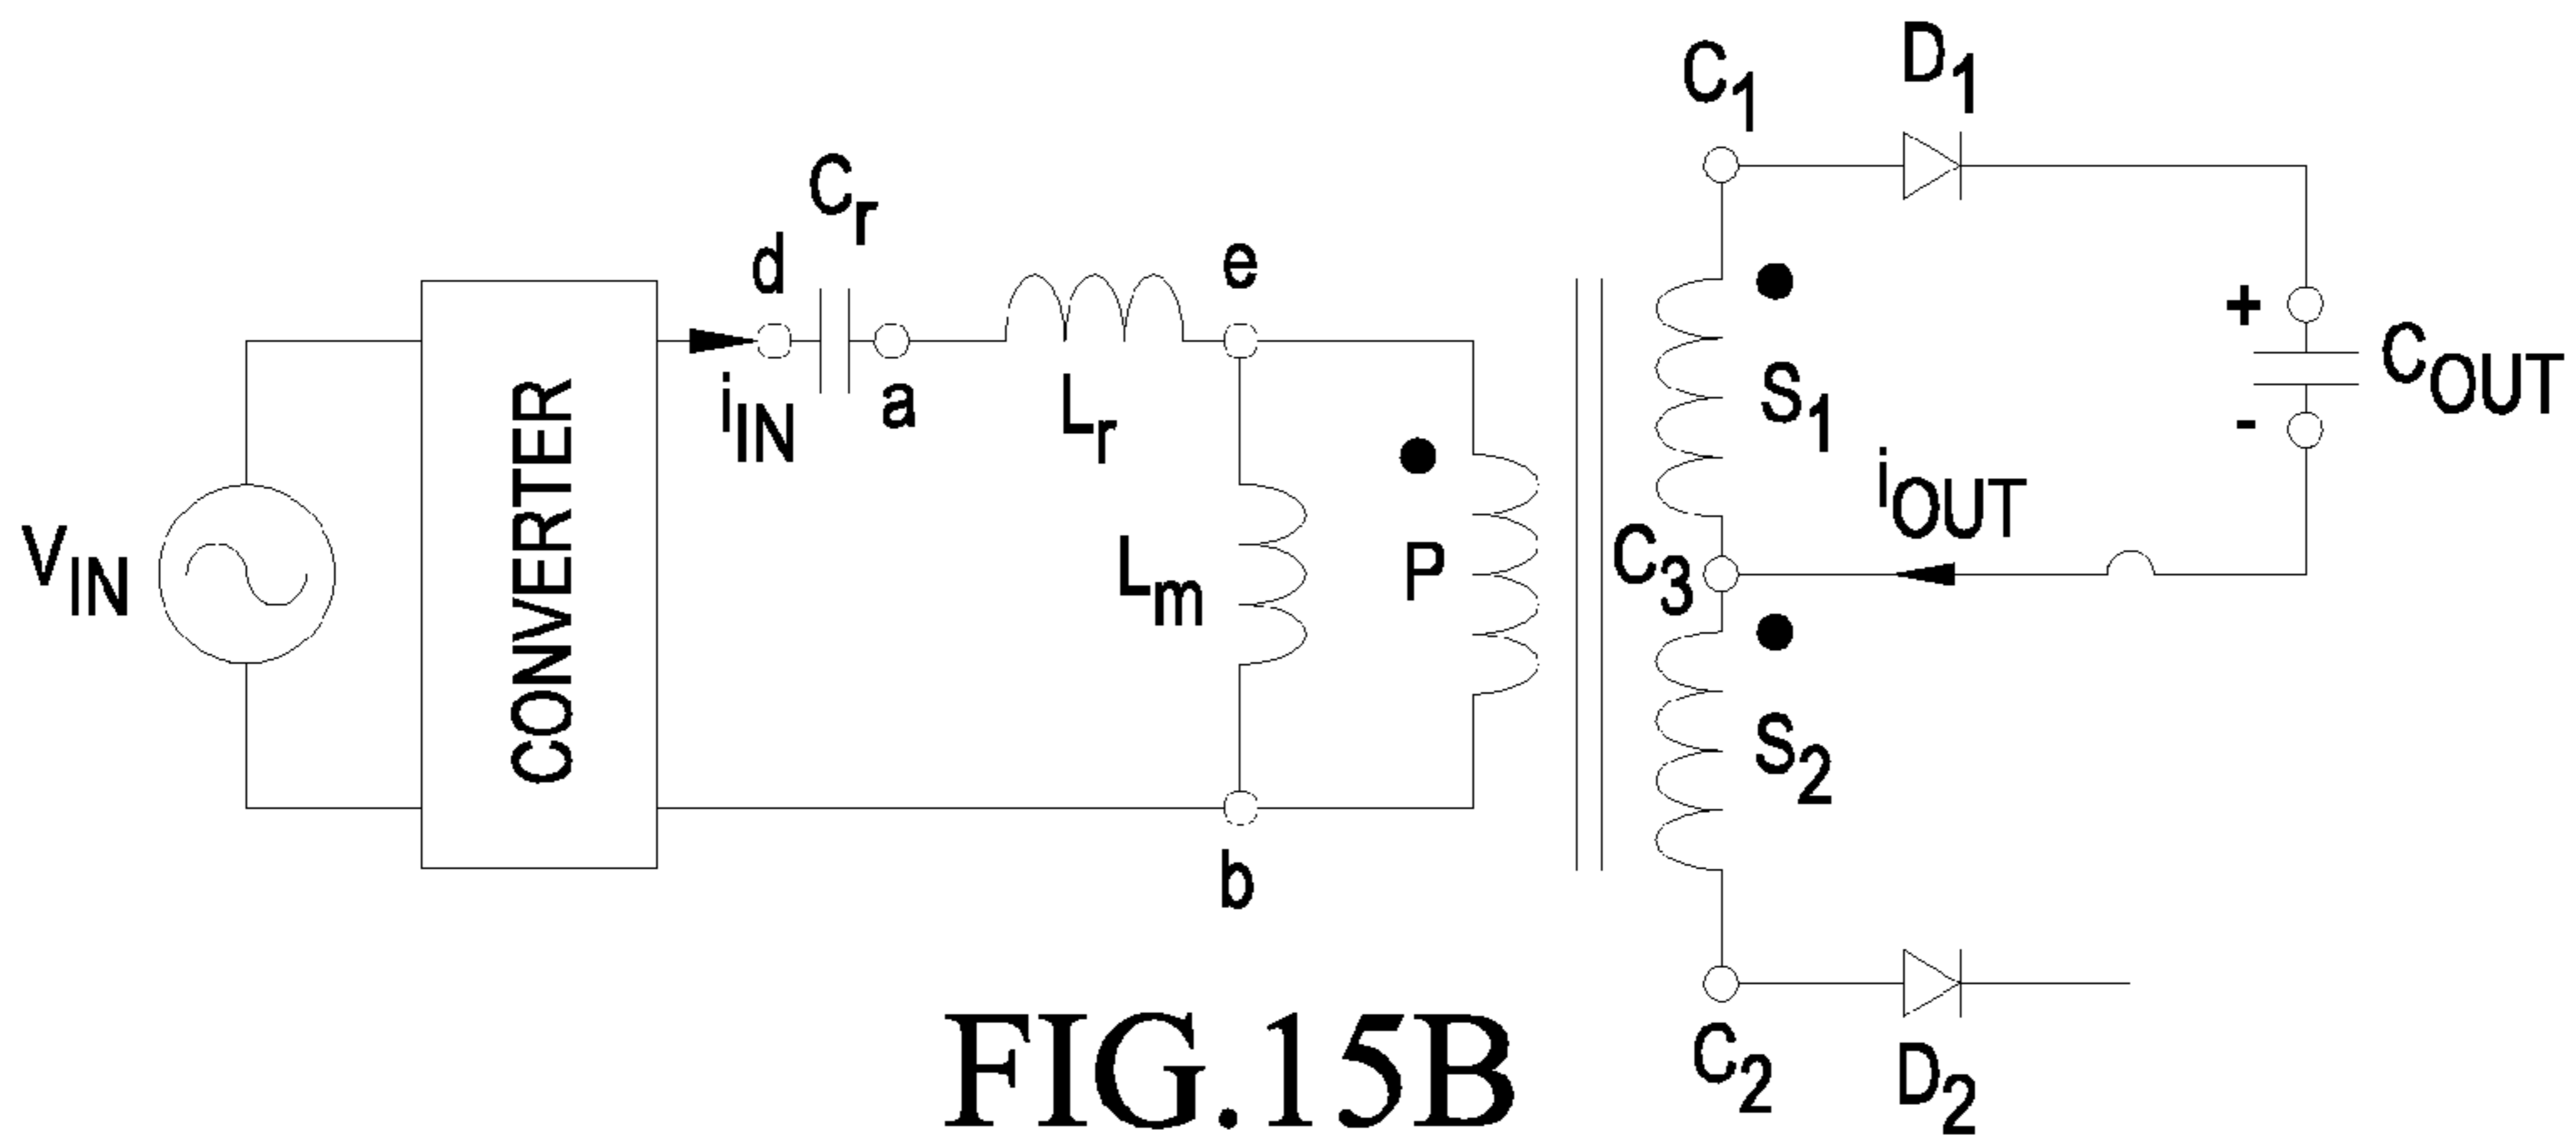 C1
D1
Cr
d
e
+
COUT
-
iIN
a
Lr
S1
iOUT
VIN
CONVERTER
Lm
P
C3
S2
b
C2
D2
FIG.15B